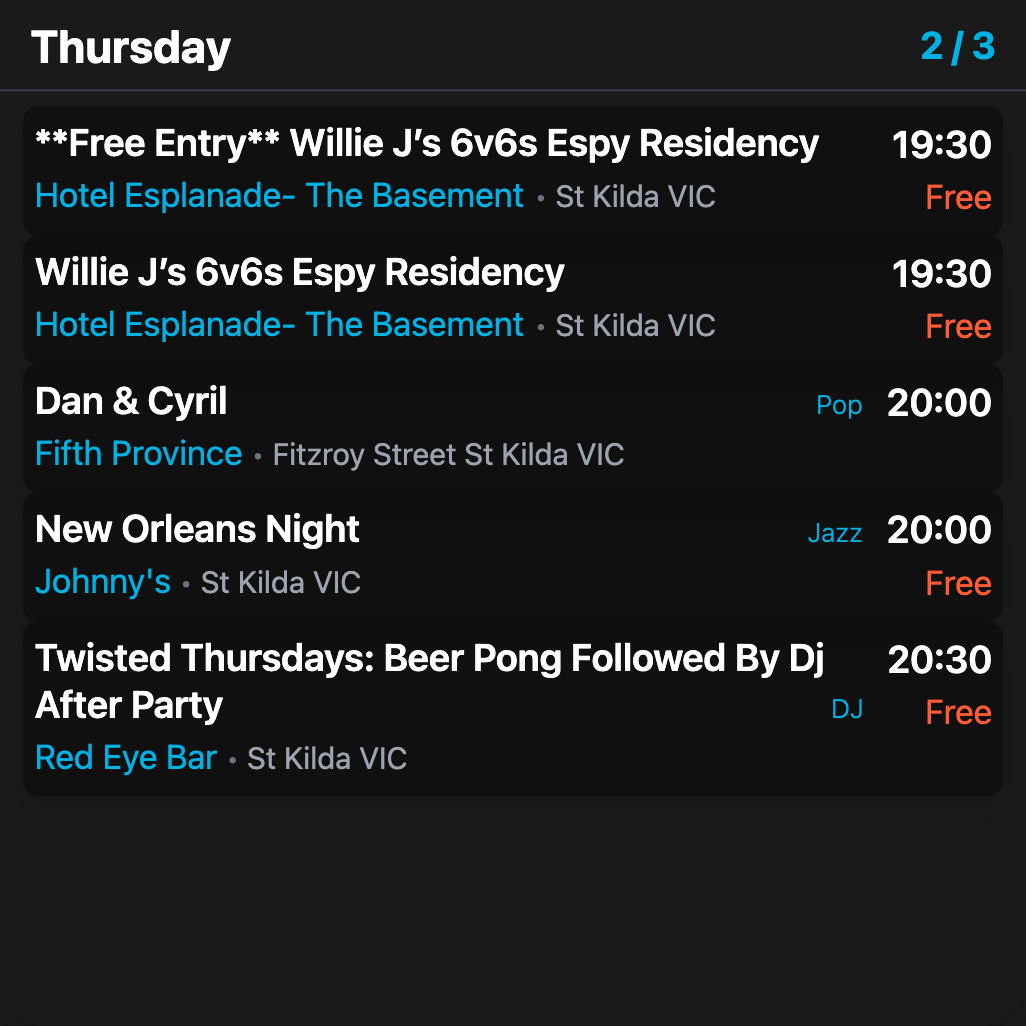 Thursday 2 / 3
**Free Entry** Willie J’s 6v6s Espy Residency 19:30
Hotel Esplanade- The Basement • St Kilda VIC Free
Willie J’s 6v6s Espy Residency 19:30
Hotel Esplanade- The Basement • St Kilda VIC Free
Dan & Cyril Pop 20:00
Fifth Province • Fitzroy Street St Kilda VIC
New Orleans Night Jazz 20:00
Johnny's • St Kilda VIC Free
Twisted Thursdays: Beer Pong Followed By Dj 20:30
After Party DJ Free
Red Eye Bar • St Kilda VIC